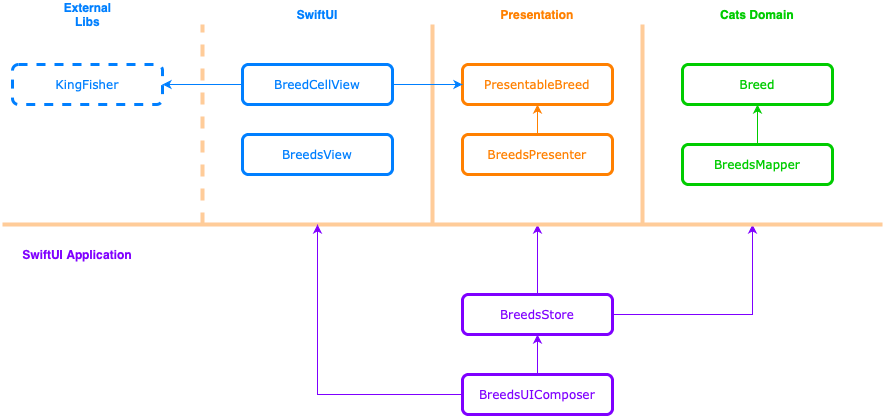 External
Libs
SwiftUI
Presentation
Cats Domain
KingFisher
BreedCellView
PresentableBreed
Breed
BreedsView
BreedsPresenter
BreedsMapper
SwiftUI Application
BreedsStore
BreedsUIComposer